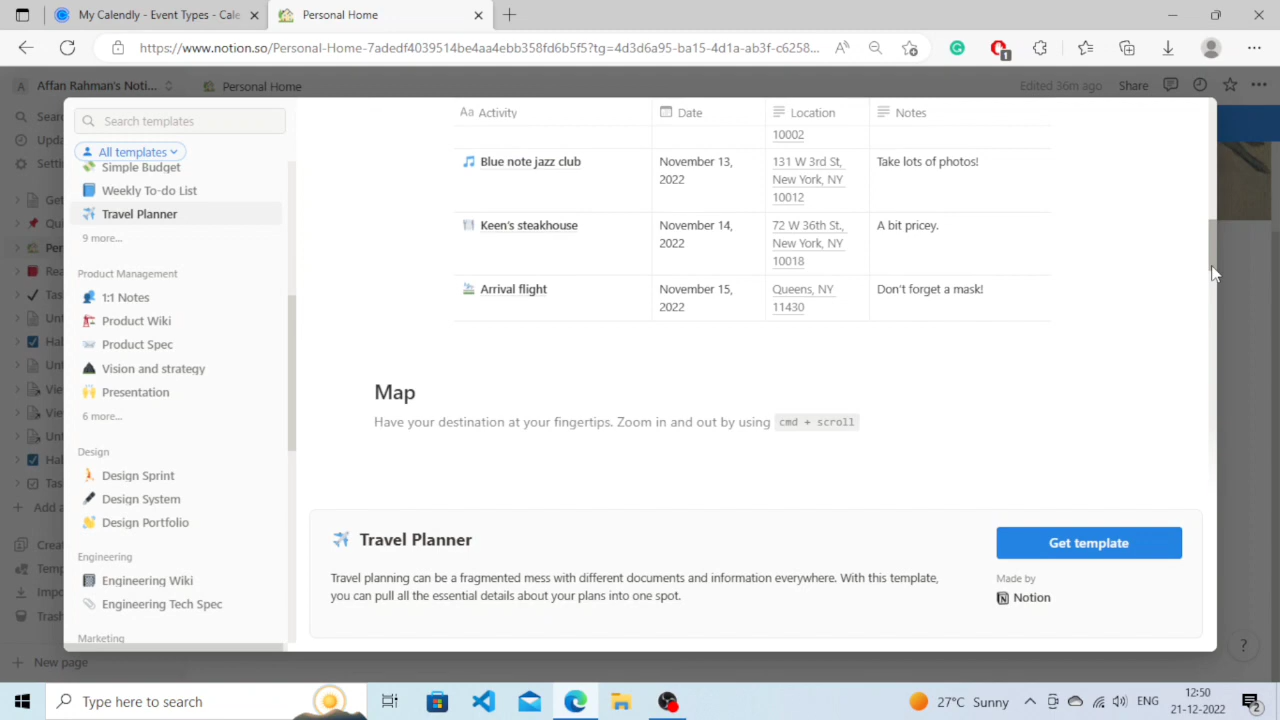 My Calendly - Event Types - Cale
Personal Home
https://www.notion.so/Personal-Home-7adedf4039514be4aa4ebb358fd6b5f5?tg=4d3d6a95-ba15-4d1a-ab3f-c6258...
A Affan Rahman's Noti...
Personal Home
Edited 36m ago
Share
Search templates
All templates
Simple Budget
Weekly To-do List
Travel Planner
9 more...
Product Management
1:1 Notes
Product Wiki
Product Spec
Vision and strategy
Presentation
6 more...
Design
Design Sprint
Design System
Design Portfolio
Engineering
Engineering Wiki
Engineering Tech Spec
Marketing
New page
Aa Activity Date Location Notes
10002
Blue note jazz club November 13, 2022 131 W 3rd St, New York, NY 10012 Take lots of photos!
Keen's steakhouse November 14, 2022 72 W 36th St., New York, NY 10018 A bit pricey.
Arrival flight November 15, 2022 Queens, NY 11430 Don't forget a mask!
Map
Have your destination at your fingertips. Zoom in and out by using cmd + scroll
Travel Planner
Travel planning can be a fragmented mess with different documents and information everywhere. With this template,
you can pull all the essential details about your plans into one spot.
Get template
Made by
Notion
?
Type here to search
27°C Sunny
ENG
12:50
21-12-2022
2